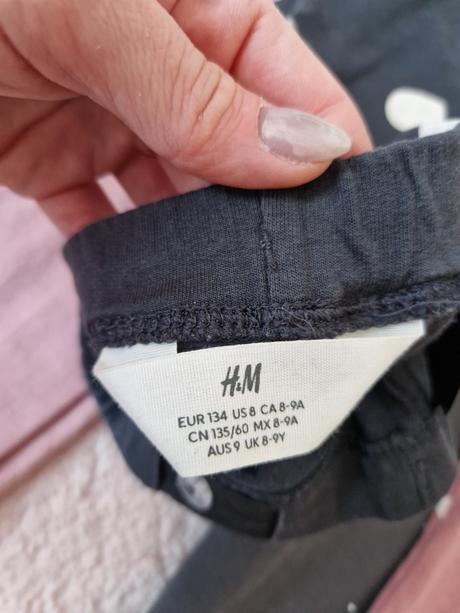 H&M
EUR 134 US 8 CA 8-9A
CN 135/60 MX 8-9A
AUS 9 UK 8-9Y